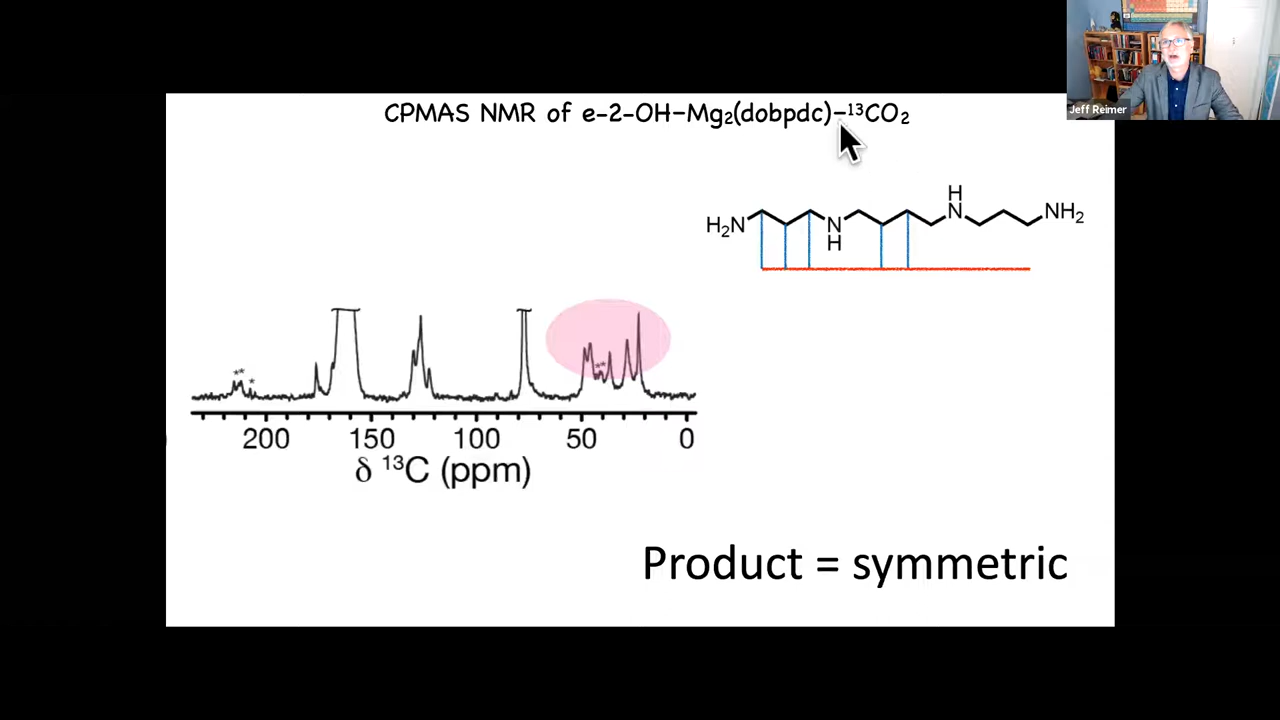 CPMAS NMR of e-2-OH-Mg₂(dobpdc)-¹³CO₂
Jeff Reimer
H
H₂N
N
N
NH₂
H
**
*
**
200
150
100
50
0
δ ¹³C (ppm)
Product = symmetric